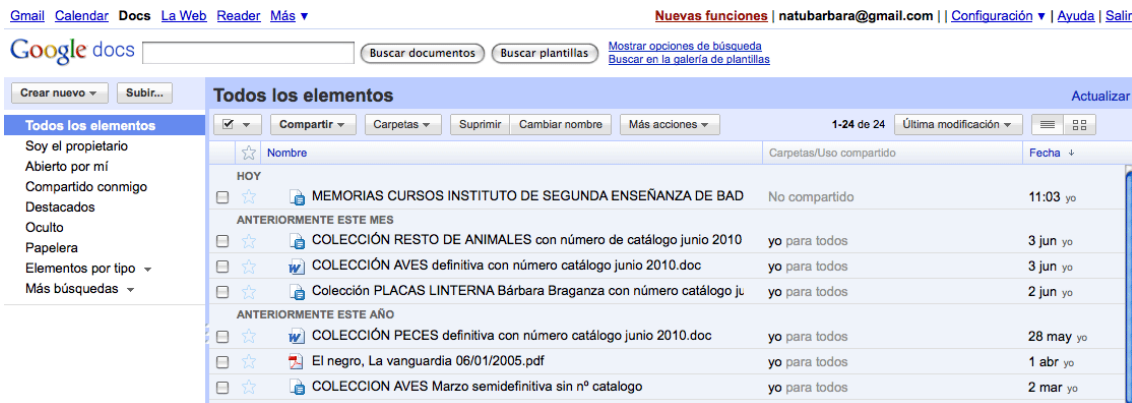 Gmail Calendar Docs La Web Reader Más ▼ Nuevas funciones | natubarbara@gmail.com | | Configuración ▼ | Ayuda | Salir
Google docs Buscar documentos Buscar plantillas Mostrar opciones de búsqueda
Buscar en la galería de plantillas
Crear nuevo Subir... Todos los elementos Actualizar
Todos los elementos Compartir Carpetas Suprimir Cambiar nombre Más acciones 1-24 de 24 Última modificación
Soy el propietario Nombre Carpetas/Uso compartido Fecha ↓
Abierto por mí HOY
Compartido conmigo MEMORIAS CURSOS INSTITUTO DE SEGUNDA ENSEÑANZA DE BAD No compartido 11:03 yo
Destacados
Oculto ANTERIORMENTE ESTE MES
Papelera COLECCIÓN RESTO DE ANIMALES con número de catálogo junio 2010 yo para todos 3 jun yo
Elementos por tipo COLECCIÓN AVES definitiva con número catálogo junio 2010.doc yo para todos 3 jun yo
Más búsquedas Colección PLACAS LINTERNA Bárbara Braganza con número catálogo ju yo para todos 2 jun yo
ANTERIORMENTE ESTE AÑO
COLECCIÓN PECES definitiva con número catálogo junio 2010.doc yo para todos 28 may yo
El negro, La vanguardia 06/01/2005.pdf yo para todos 1 abr yo
COLECCION AVES Marzo semidefinitiva sin nº catalogo yo para todos 2 mar yo